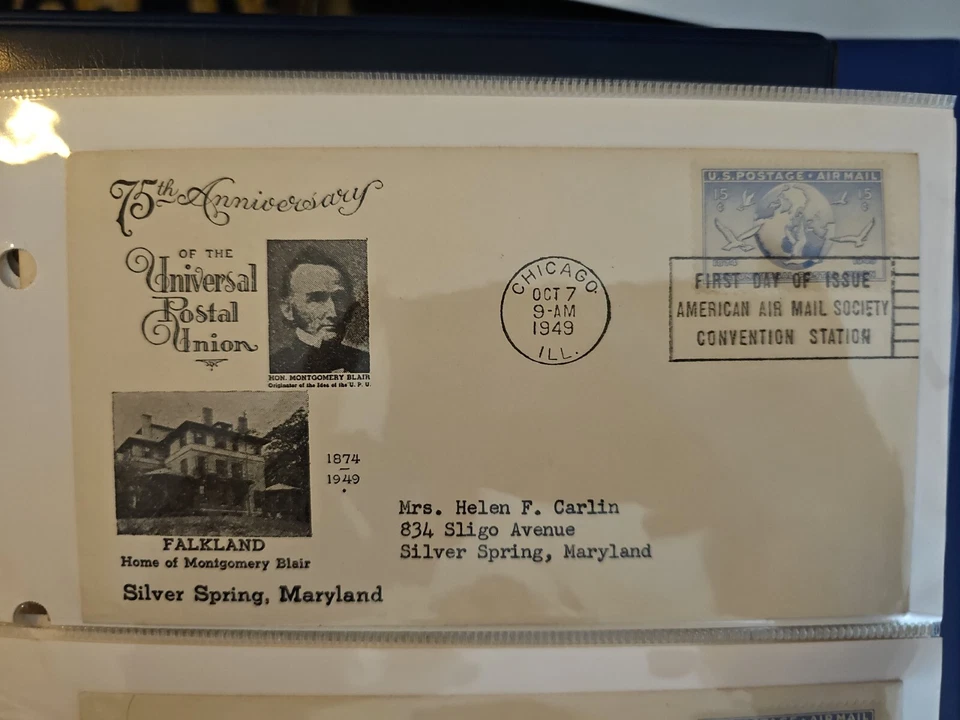 75th Anniversary
OF THE
Universal
Postal
Union
HON. MONTGOMERY BLAIR
Originator of the Idea of the U. P. U.
FALKLAND
Home of Montgomery Blair
Silver Spring, Maryland
1874
1949
U.S. POSTAGE • AIR MAIL
15¢ 15¢
CHICAGO
OCT 7
9-AM
1949
ILL.
FIRST DAY OF ISSUE
AMERICAN AIR MAIL SOCIETY
CONVENTION STATION
Mrs. Helen F. Carlin
834 Sligo Avenue
Silver Spring, Maryland
AIR MAIL